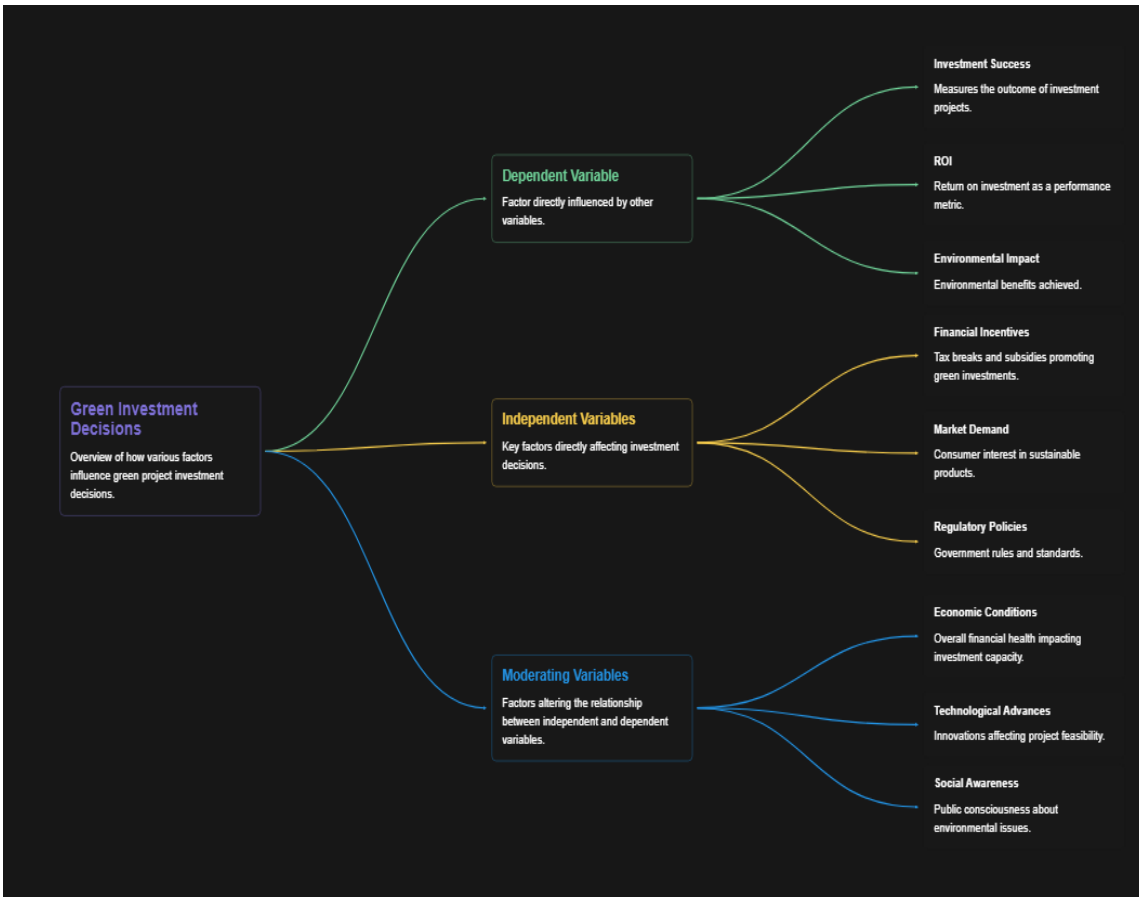 Green Investment
Decisions
Overview of how various factors
influence green project investment
decisions.
Dependent Variable
Factor directly influenced by other
variables.
Investment Success
Measures the outcome of investment
projects.
ROI
Return on investment as a performance
metric.
Environmental Impact
Environmental benefits achieved.
Independent Variables
Key factors directly affecting investment
decisions.
Financial Incentives
Tax breaks and subsidies promoting
green investments.
Market Demand
Consumer interest in sustainable
products.
Regulatory Policies
Government rules and standards.
Moderating Variables
Factors altering the relationship
between independent and dependent
variables.
Economic Conditions
Overall financial health impacting
investment capacity.
Technological Advances
Innovations affecting project feasibility.
Social Awareness
Public consciousness about
environmental issues.